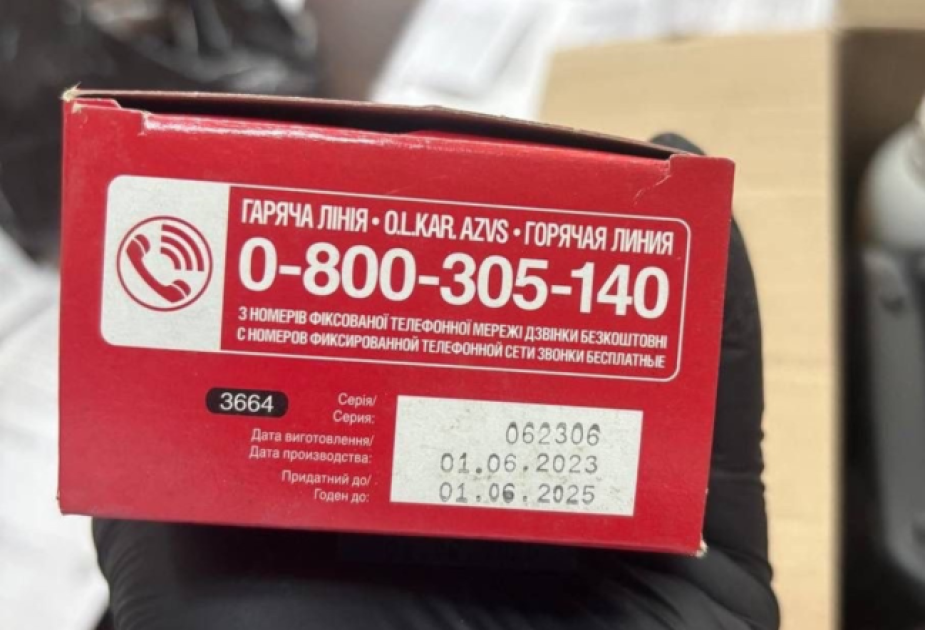 ГАРЯЧА ЛІНІЯ • O.L.KAR. AZVS • ГОРЯЧАЯ ЛИНИЯ
0-800-305-140
З НОМЕРІВ ФІКСОВАНОЇ ТЕЛЕФОННОЇ МЕРЕЖІ ДЗВІНКИ БЕЗКОШТОВНІ
С НОМЕРОВ ФИКСИРОВАННОЙ ТЕЛЕФОННОЙ СЕТИ ЗВОНКИ БЕСПЛАТНЫЕ
3664
Серія/
Серия:
062306
Дата виготовлення/
Дата производства:
01.06.2023
Придатний до/
Годен до:
01.06.2025